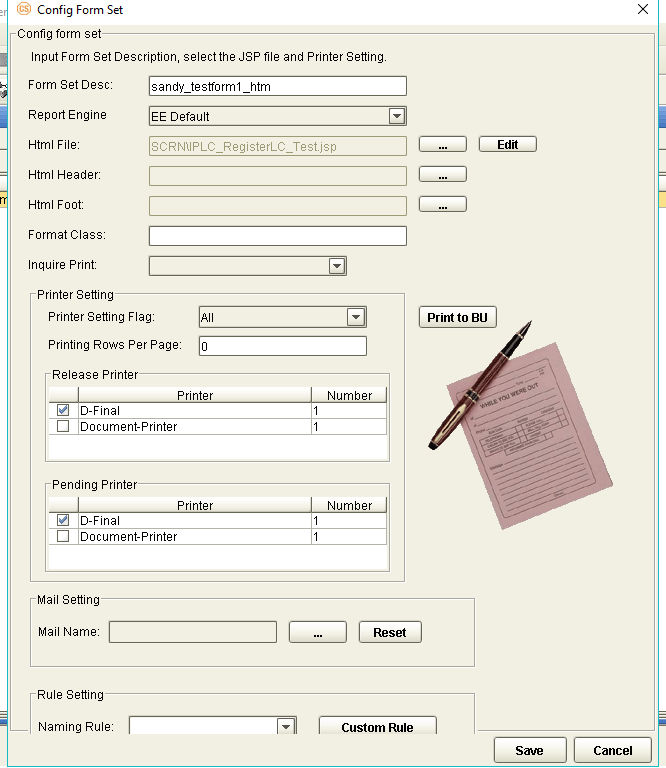 CS Config Form Set
Config form set
Input Form Set Description, select the JSP file and Printer Setting.
Form Set Desc: sandy_testform1_htm
Report Engine EE Default
Html File: SCRN\IPLC_RegisterLC_Test.jsp ... Edit
Html Header: ...
Html Foot: ...
Format Class:
Inquire Print:
Printer Setting
Printer Setting Flag: All Print to BU
Printing Rows Per Page: 0
Release Printer
Printer Number
D-Final 1
Document-Printer 1
WHILE YOU WERE OUT
Pending Printer
Printer Number
D-Final 1
Document-Printer 1
Mail Setting
Mail Name: ... Reset
Rule Setting
Naming Rule: Custom Rule
Save Cancel